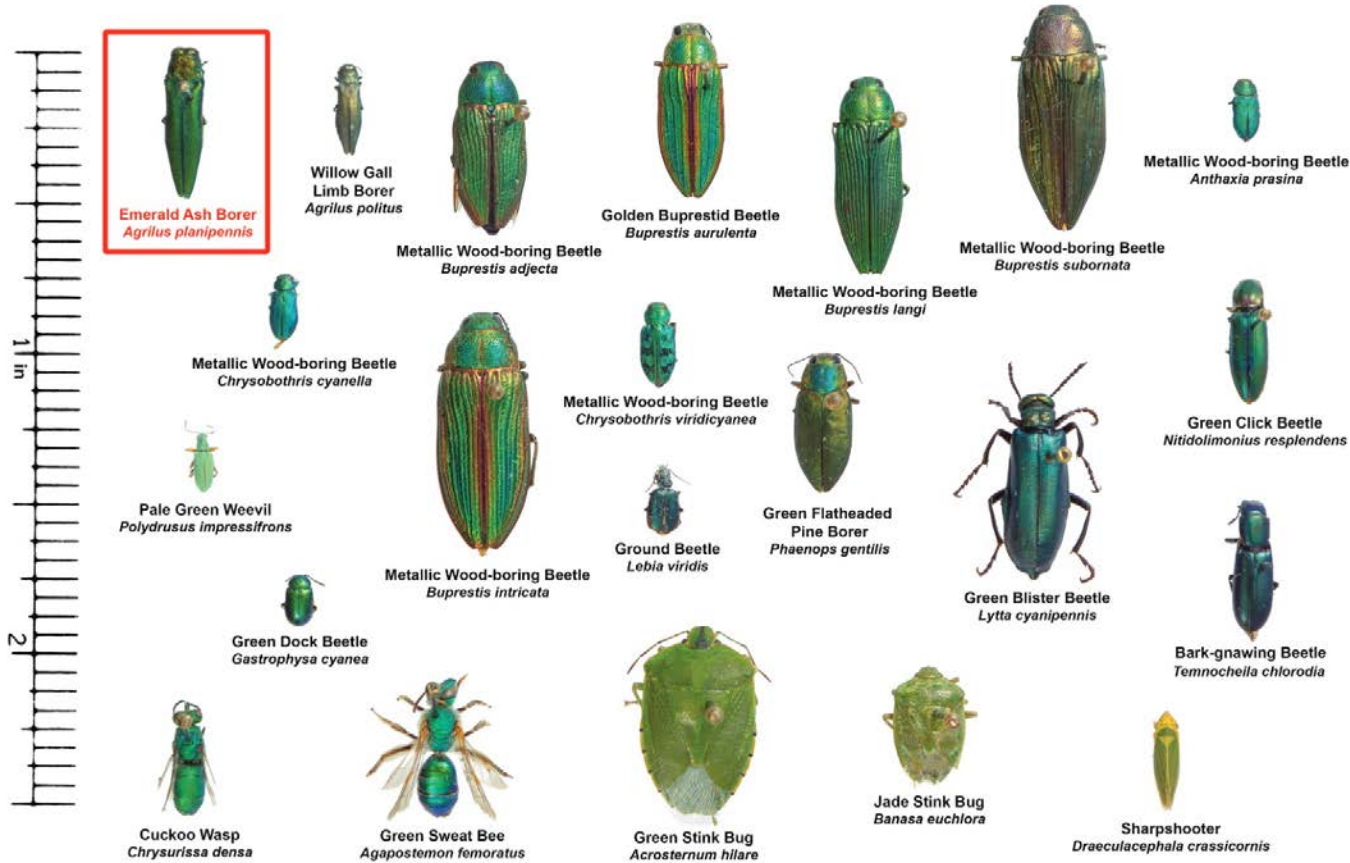 Emerald Ash Borer
Agrilus planipennis
Willow Gall
Limb Borer
Agrilus politus
Metallic Wood-boring Beetle
Buprestis adjecta
Golden Buprestid Beetle
Buprestis aurulenta
Metallic Wood-boring Beetle
Buprestis langi
Metallic Wood-boring Beetle
Buprestis subornata
Metallic Wood-boring Beetle
Anthaxia prasina
1 in
Metallic Wood-boring Beetle
Chrysobothris cyanella
Metallic Wood-boring Beetle
Chrysobothris viridicyanea
Green Click Beetle
Nitidolimonius resplendens
Pale Green Weevil
Polydrusus impressifrons
Metallic Wood-boring Beetle
Buprestis intricata
Ground Beetle
Lebia viridis
Green Flatheaded
Pine Borer
Phaenops gentilis
Green Blister Beetle
Lytta cyanipennis
2
Green Dock Beetle
Gastrophysa cyanea
Bark-gnawing Beetle
Temnocheila chlorodia
Cuckoo Wasp
Chrysurissa densa
Green Sweat Bee
Agapostemon femoratus
Green Stink Bug
Acrosternum hilare
Jade Stink Bug
Banasa euchlora
Sharpshooter
Draeculacephala crassicornis